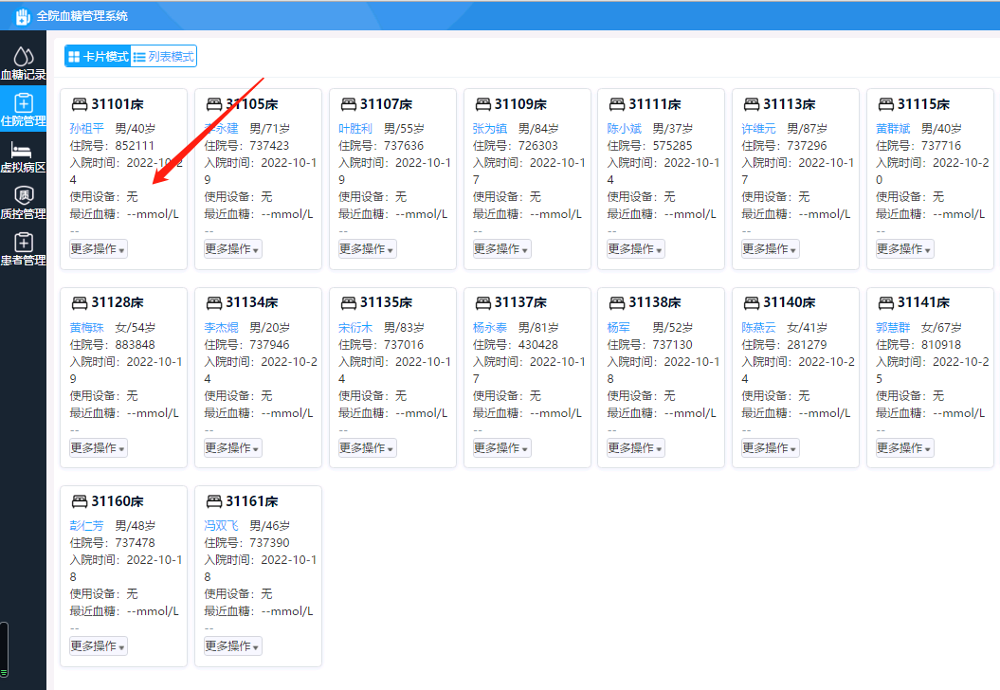 全院血糖管理系统
血糖记录
住院管理
虚拟病区
质控管理
患者管理
卡片模式
列表模式
31101床
孙祖平 男/40岁
住院号：852111
入院时间：2022-10-2
4
使用设备：无
最近血糖：--mmol/L
--
更多操作
31105床
李永建 男/71岁
住院号：737423
入院时间：2022-10-1
9
使用设备：无
最近血糖：--mmol/L
--
更多操作
31107床
叶胜利 男/55岁
住院号：737636
入院时间：2022-10-1
9
使用设备：无
最近血糖：--mmol/L
--
更多操作
31109床
张为镇 男/84岁
住院号：726303
入院时间：2022-10-1
7
使用设备：无
最近血糖：--mmol/L
--
更多操作
31111床
陈小斌 男/37岁
住院号：575285
入院时间：2022-10-1
4
使用设备：无
最近血糖：--mmol/L
--
更多操作
31113床
许维元 男/87岁
住院号：737296
入院时间：2022-10-1
7
使用设备：无
最近血糖：--mmol/L
--
更多操作
31115床
黄群斌 男/40岁
住院号：737716
入院时间：2022-10-2
0
使用设备：无
最近血糖：--mmol/L
--
更多操作
31128床
黄梅珠 女/54岁
住院号：883848
入院时间：2022-10-1
9
使用设备：无
最近血糖：--mmol/L
--
更多操作
31134床
李杰焜 男/20岁
住院号：737946
入院时间：2022-10-2
4
使用设备：无
最近血糖：--mmol/L
--
更多操作
31135床
宋衍木 男/83岁
住院号：737016
入院时间：2022-10-1
4
使用设备：无
最近血糖：--mmol/L
--
更多操作
31137床
杨永泰 男/81岁
住院号：430428
入院时间：2022-10-1
7
使用设备：无
最近血糖：--mmol/L
--
更多操作
31138床
杨军 男/52岁
住院号：737130
入院时间：2022-10-1
8
使用设备：无
最近血糖：--mmol/L
--
更多操作
31140床
陈燕云 女/41岁
住院号：281279
入院时间：2022-10-2
4
使用设备：无
最近血糖：--mmol/L
--
更多操作
31141床
郭慧群 女/67岁
住院号：810918
入院时间：2022-10-2
5
使用设备：无
最近血糖：--mmol/L
--
更多操作
31160床
彭仁芳 男/48岁
住院号：737478
入院时间：2022-10-1
8
使用设备：无
最近血糖：--mmol/L
--
更多操作
31161床
冯双飞 男/46岁
住院号：737390
入院时间：2022-10-1
8
使用设备：无
最近血糖：--mmol/L
--
更多操作